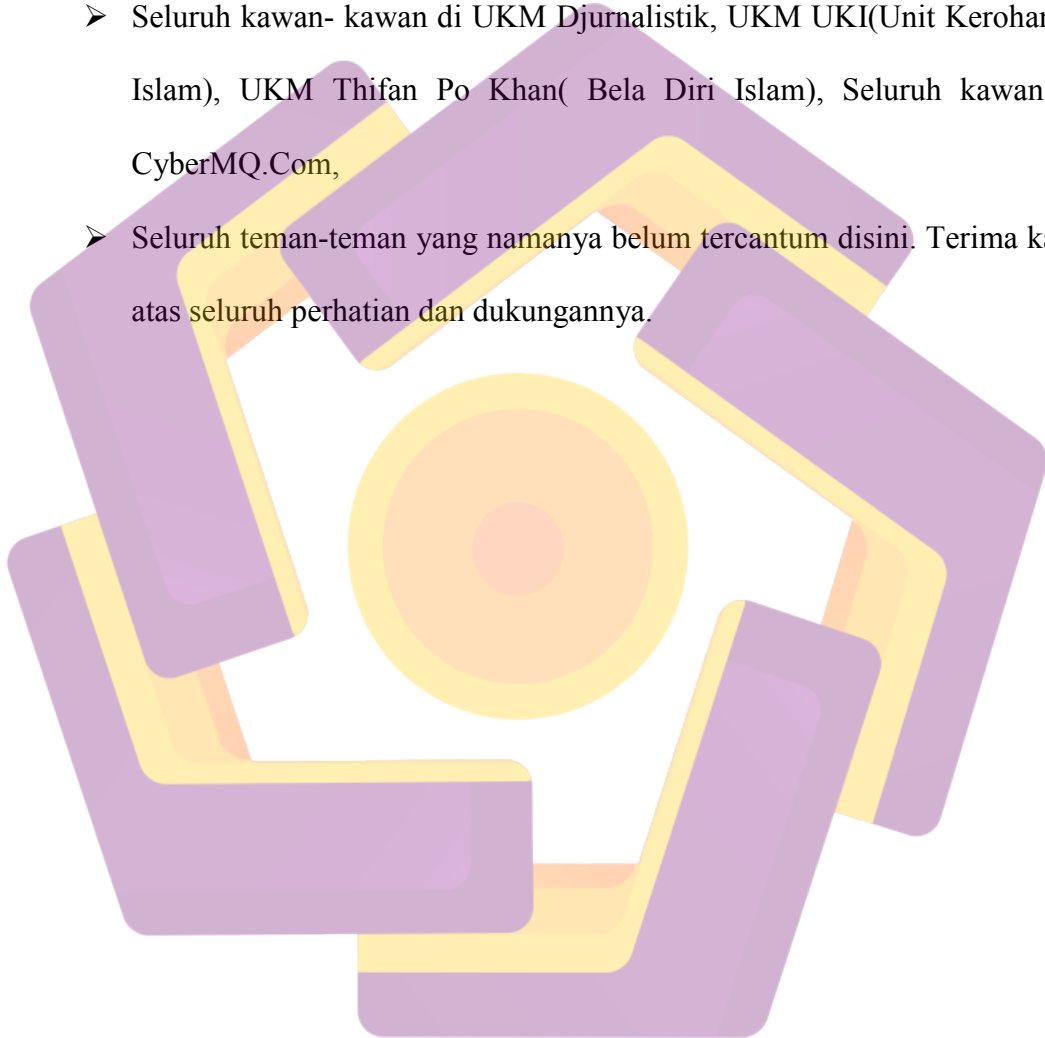 ➢ Seluruh kawan- kawan di UKM Djurnalistik, UKM UKI(Unit Kerohan
Islam), UKM Thifan Po Khan( Bela Diri Islam), Seluruh kawan
CyberMQ.Com,
➢ Seluruh teman-teman yang namanya belum tercantum disini. Terima ka
atas seluruh perhatian dan dukungannya.